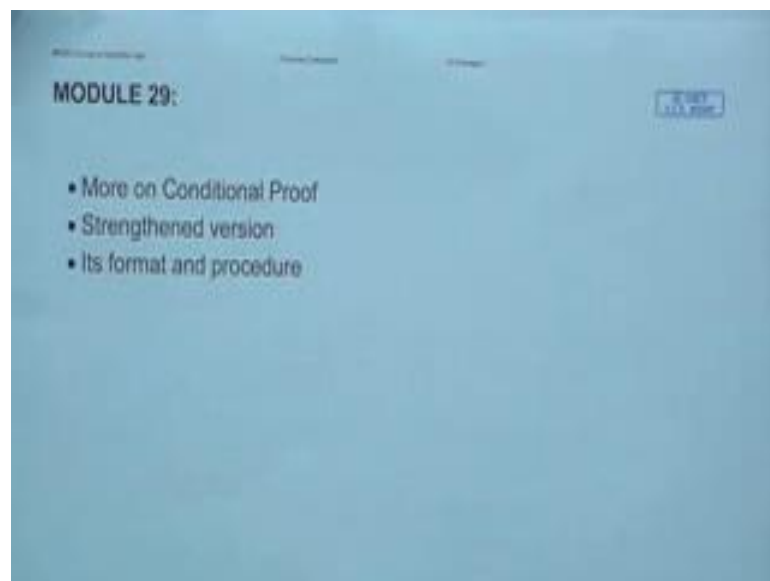 MODULE 29:
• More on Conditional Proof
• Strengthened version
• Its format and procedure